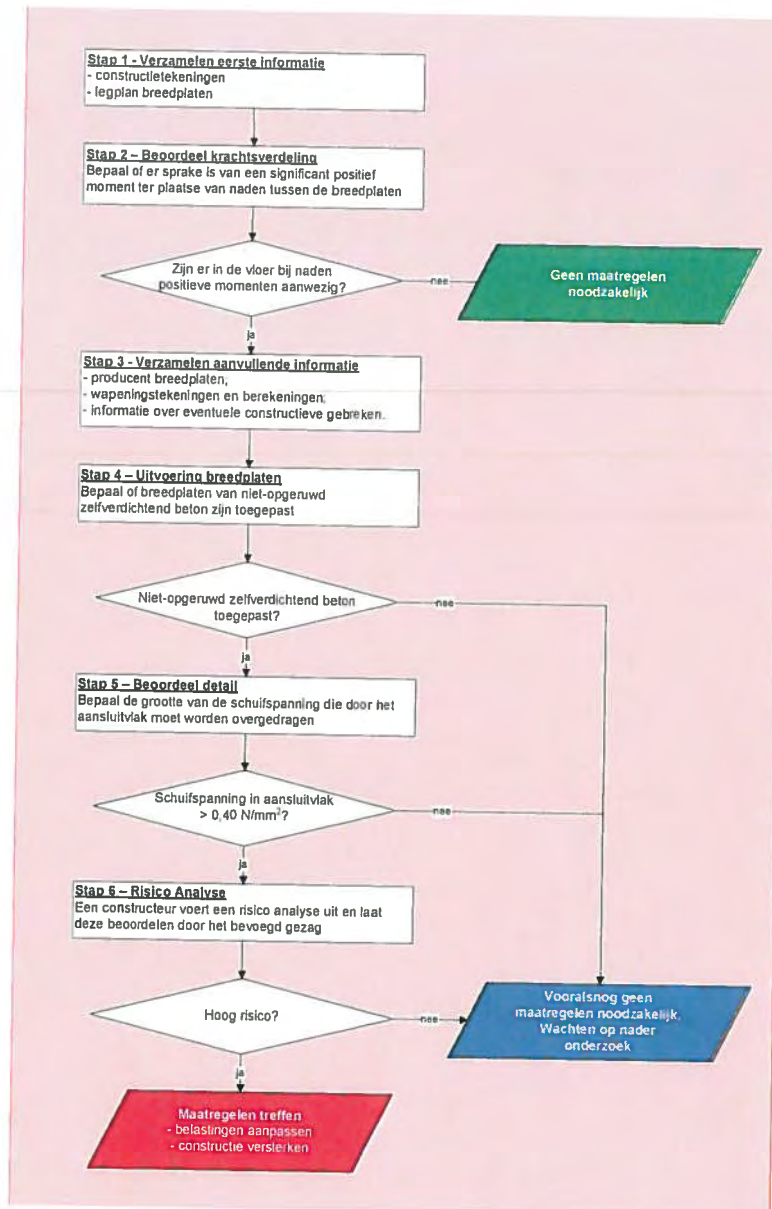 Stap 1 - Verzamelen eerste informatie
- constructietekeningen
- legplan breedplaten
Stap 2 – Beoordeel krachtsverdeling
Bepaal of er sprake is van een significant positief
moment ter plaatse van naden tussen de breedplaten
Zijn er in de vloer bij naden
positieve momenten aanwezig?
nee
Geen maatregelen
noodzakelijk
ja
Stap 3 - Verzamelen aanvullende informatie
- producent breedplaten;
- wapeningstekeningen en berekeningen;
- informatie over eventuele constructieve gebreken.
Stap 4 – Uitvoering breedplaten
Bepaal of breedplaten van niet-opgeruwd
zelfverdichtend beton zijn toegepast
Niet-opgeruwd zelfverdichtend beton
toegepast?
nee
ja
Stap 5 – Beoordeel detail
Bepaal de grootte van de schuifspanning die door het
aansluitvlak moet worden overgedragen
Schuifspanning in aansluitvlak
> 0,40 N/mm²?
nee
ja
Stap 6 – Risico Analyse
Een constructeur voert een risico analyse uit en laat
deze beoordelen door het bevoegd gezag
Hoog risico?
nee
Vooralsnog geen
maatregelen noodzakelijk.
Wachten op nader
onderzoek
ja
Maatregelen treffen
- belastingen aanpassen
- constructie versterken